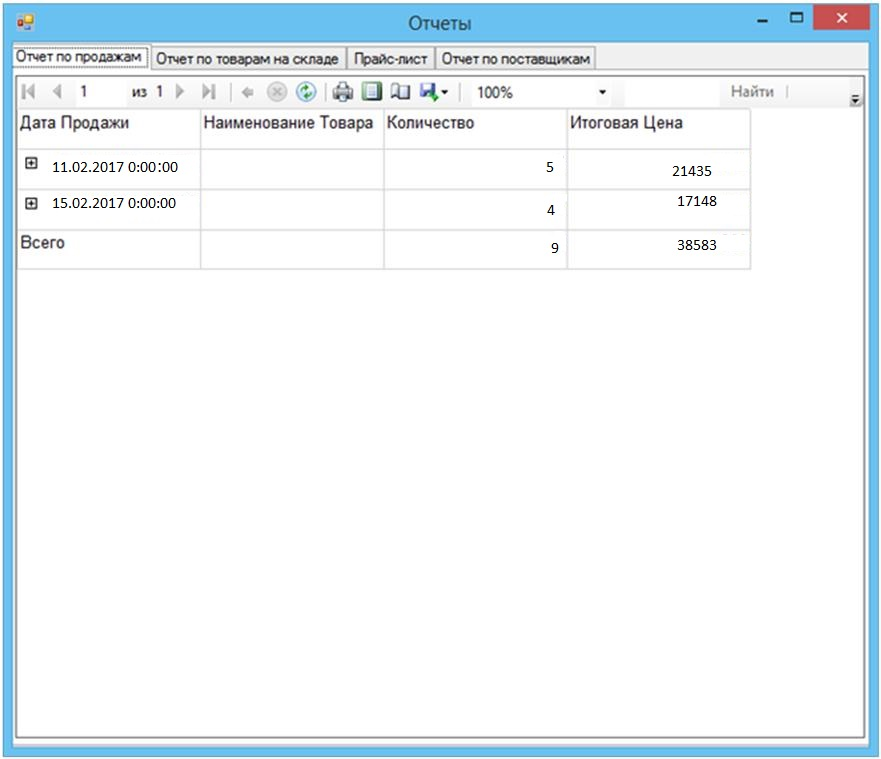 Отчеты
Отчет по продажам Отчет по товарам на складе Прайс-лист Отчет по поставщикам
1 из 1 100% Найти
Дата Продажи Наименование Товара Количество Итоговая Цена
11.02.2017 0:00:00 5 21435
15.02.2017 0:00:00 4 17148
Всего 9 38583